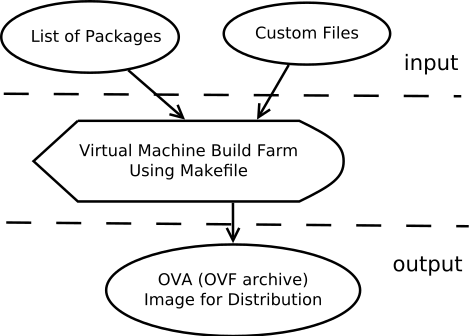 List of Packages
Custom Files
input
Virtual Machine Build Farm
Using Makefile
output
OVA (OVF archive)
Image for Distribution